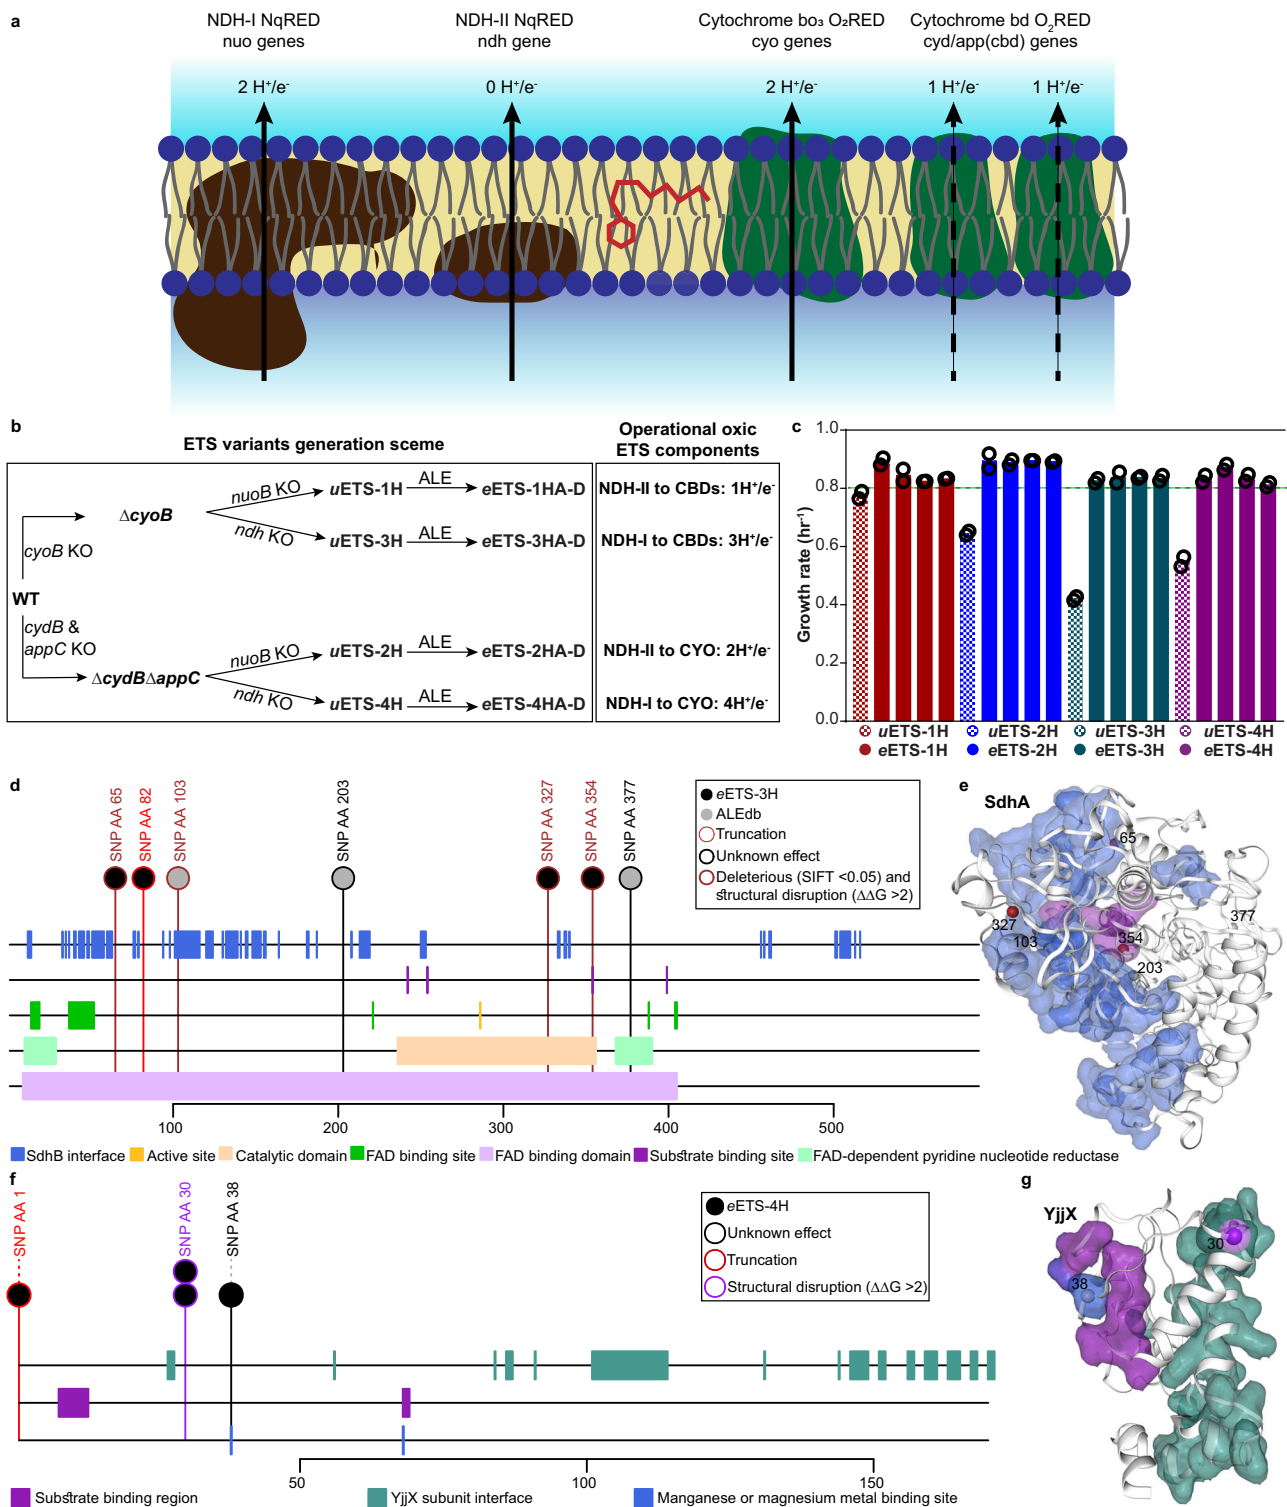 a
NDH-I NqRED
nuo genes
NDH-II NqRED
ndh gene
Cytochrome bo₃ O₂RED
cyo genes
Cytochrome bd O₂RED
cyd/app(cbd) genes
2 H⁺/e⁻
0 H⁺/e⁻
2 H⁺/e⁻
1 H⁺/e⁻
1 H⁺/e⁻
b
ETS variants generation sceme
Operational oxic
ETS components
WT
cyoB KO
ΔcyoB
nuoB KO
uETS-1H
ALE
eETS-1HA-D
NDH-II to CBDs: 1H⁺/e⁻
ndh KO
uETS-3H
ALE
eETS-3HA-D
NDH-I to CBDs: 3H⁺/e⁻
cydB &
appC KO
ΔcydBΔappC
nuoB KO
uETS-2H
ALE
eETS-2HA-D
NDH-II to CYO: 2H⁺/e⁻
ndh KO
uETS-4H
ALE
eETS-4HA-D
NDH-I to CYO: 4H⁺/e⁻
c
Growth rate (hr⁻¹)
1.0
0.8
0.6
0.4
0.2
0.0
uETS-1H
uETS-2H
uETS-3H
uETS-4H
eETS-1H
eETS-2H
eETS-3H
eETS-4H
d
SNP AA 65
SNP AA 82
SNP AA 103
SNP AA 203
SNP AA 327
SNP AA 354
SNP AA 377
eETS-3H
ALEdb
Truncation
Unknown effect
Deleterious (SIFT <0.05) and
structural disruption (ΔΔG >2)
100
200
300
400
500
SdhB interface
Active site
Catalytic domain
FAD binding site
FAD binding domain
Substrate binding site
FAD-dependent pyridine nucleotide reductase
e
SdhA
65
327
103
354
203
377
f
SNP AA 1
SNP AA 30
SNP AA 38
eETS-4H
Unknown effect
Truncation
Structural disruption (ΔΔG >2)
50
100
150
Substrate binding region
YjjX subunit interface
Manganese or magnesium metal binding site
g
YjjX
30
38